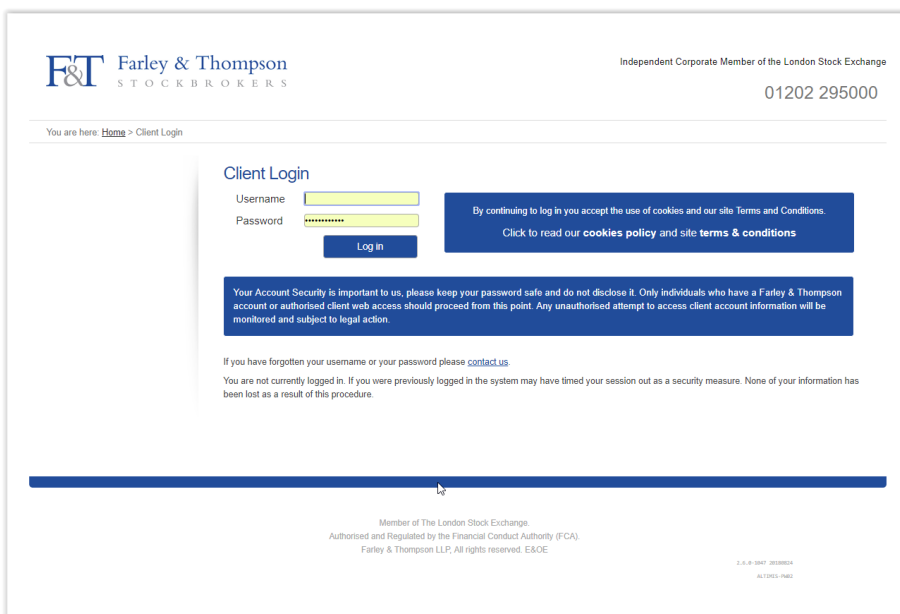 F&T Farley & Thompson
STOCKBROKERS
Independent Corporate Member of the London Stock Exchange
01202 295000
You are here: Home > Client Login
Client Login
Username
Password ••••••••••••
Log in
By continuing to log in you accept the use of cookies and our site Terms and Conditions.
Click to read our cookies policy and site terms & conditions
Your Account Security is important to us, please keep your password safe and do not disclose it. Only individuals who have a Farley & Thompson
account or authorised client web access should proceed from this point. Any unauthorised attempt to access client account information will be
monitored and subject to legal action.
If you have forgotten your username or your password please contact us.
You are not currently logged in. If you were previously logged in the system may have timed your session out as a security measure. None of your information has
been lost as a result of this procedure.
Member of The London Stock Exchange.
Authorised and Regulated by the Financial Conduct Authority (FCA).
Farley & Thompson LLP, All rights reserved. E&OE